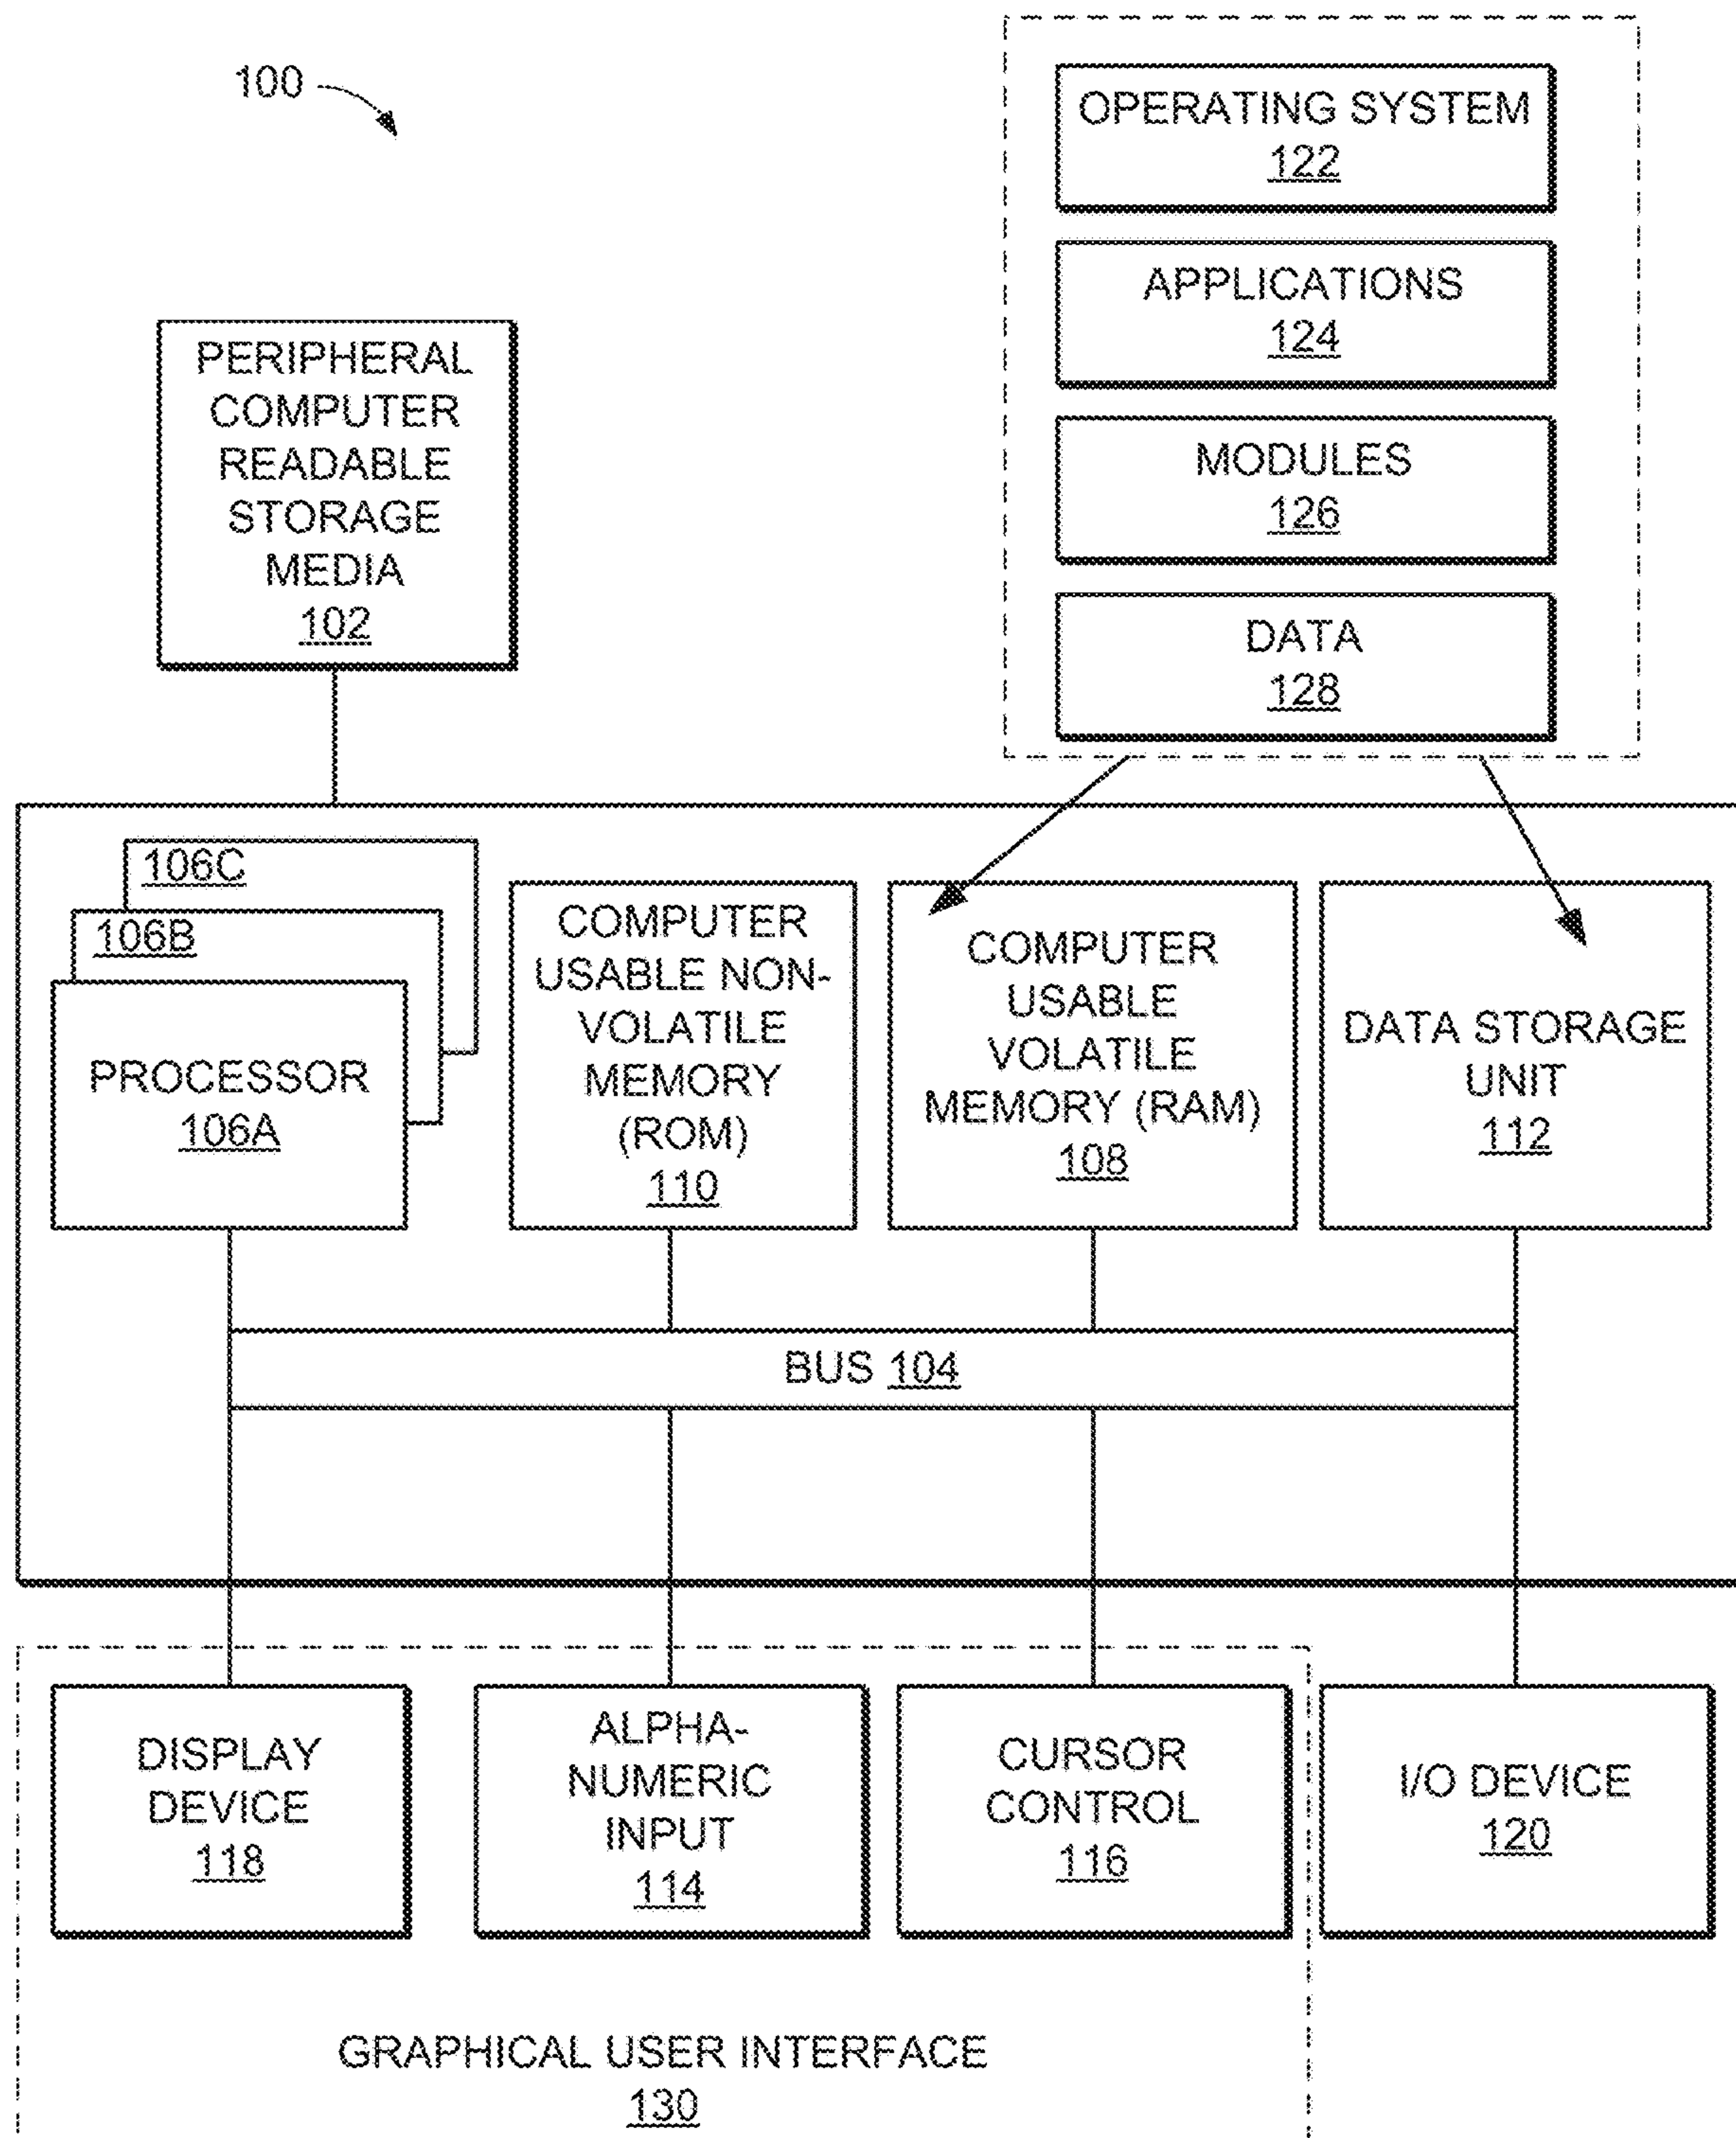 100
OPERATING SYSTEM
122
APPLICATIONS
124
MODULES
126
DATA
128
PERIPHERAL
COMPUTER
READABLE
STORAGE
MEDIA
102
106C
106B
PROCESSOR
106A
COMPUTER
USABLE NON-
VOLATILE
MEMORY
(ROM)
110
COMPUTER
USABLE
VOLATILE
MEMORY (RAM)
108
DATA STORAGE
UNIT
112
BUS 104
DISPLAY
DEVICE
118
ALPHA-
NUMERIC
INPUT
114
CURSOR
CONTROL
116
I/O DEVICE
120
GRAPHICAL USER INTERFACE
130